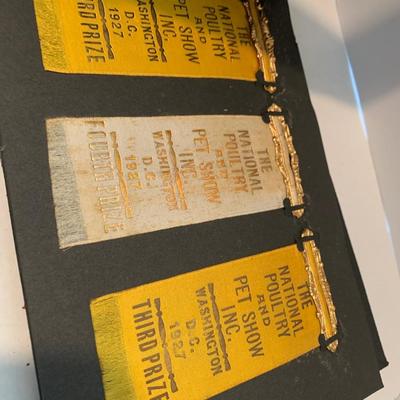 THE
NATIONAL
POULTRY
AND
PET SHOW
INC.
WASHINGTON
D. C.
1927
THIRD PRIZE
THE
NATIONAL
POULTRY
AND
PET SHOW
INC.
WASHINGTON
D. C.
1927
FOURTH PRIZE
THE
NATIONAL
POULTRY
AND
PET SHOW
INC.
WASHINGTON
D. C.
1927
THIRD PRIZE